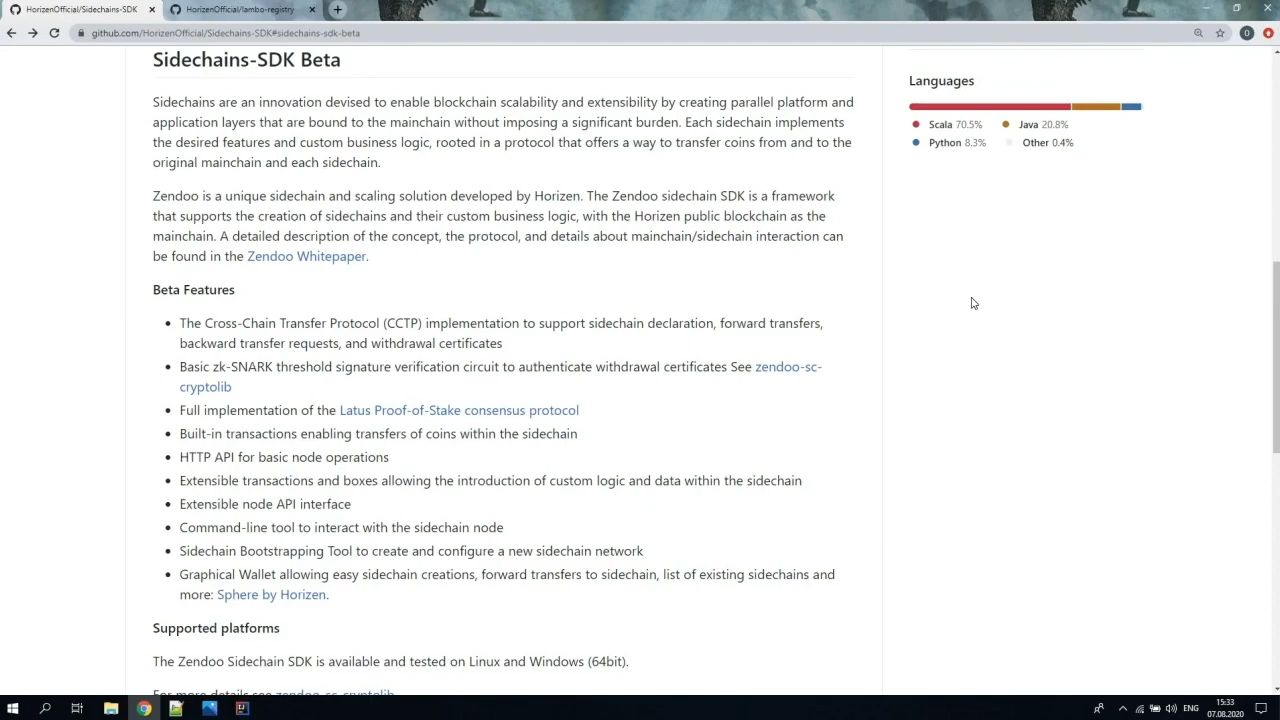 HorizenOfficial/Sidechains-SDK
HorizenOfficial/lambo-registry
github.com/HorizenOfficial/Sidechains-SDK#sidechains-sdk-beta
Sidechains-SDK Beta
Sidechains are an innovation devised to enable blockchain scalability and extensibility by creating parallel platform and
application layers that are bound to the mainchain without imposing a significant burden. Each sidechain implements
the desired features and custom business logic, rooted in a protocol that offers a way to transfer coins from and to the
original mainchain and each sidechain.
Zendoo is a unique sidechain and scaling solution developed by Horizen. The Zendoo sidechain SDK is a framework
that supports the creation of sidechains and their custom business logic, with the Horizen public blockchain as the
mainchain. A detailed description of the concept, the protocol, and details about mainchain/sidechain interaction can
be found in the Zendoo Whitepaper.
Beta Features
The Cross-Chain Transfer Protocol (CCTP) implementation to support sidechain declaration, forward transfers,
backward transfer requests, and withdrawal certificates
Basic zk-SNARK threshold signature verification circuit to authenticate withdrawal certificates See zendoo-sc-
cryptolib
Full implementation of the Latus Proof-of-Stake consensus protocol
Built-in transactions enabling transfers of coins within the sidechain
HTTP API for basic node operations
Extensible transactions and boxes allowing the introduction of custom logic and data within the sidechain
Extensible node API interface
Command-line tool to interact with the sidechain node
Sidechain Bootstrapping Tool to create and configure a new sidechain network
Graphical Wallet allowing easy sidechain creations, forward transfers to sidechain, list of existing sidechains and
more: Sphere by Horizen.
Supported platforms
The Zendoo Sidechain SDK is available and tested on Linux and Windows (64bit).
For more details see zendoo-sc-cryptolib
Languages
Scala 70.5%
Java 20.8%
Python 8.3%
Other 0.4%
ENG
15:33
07.08.2020